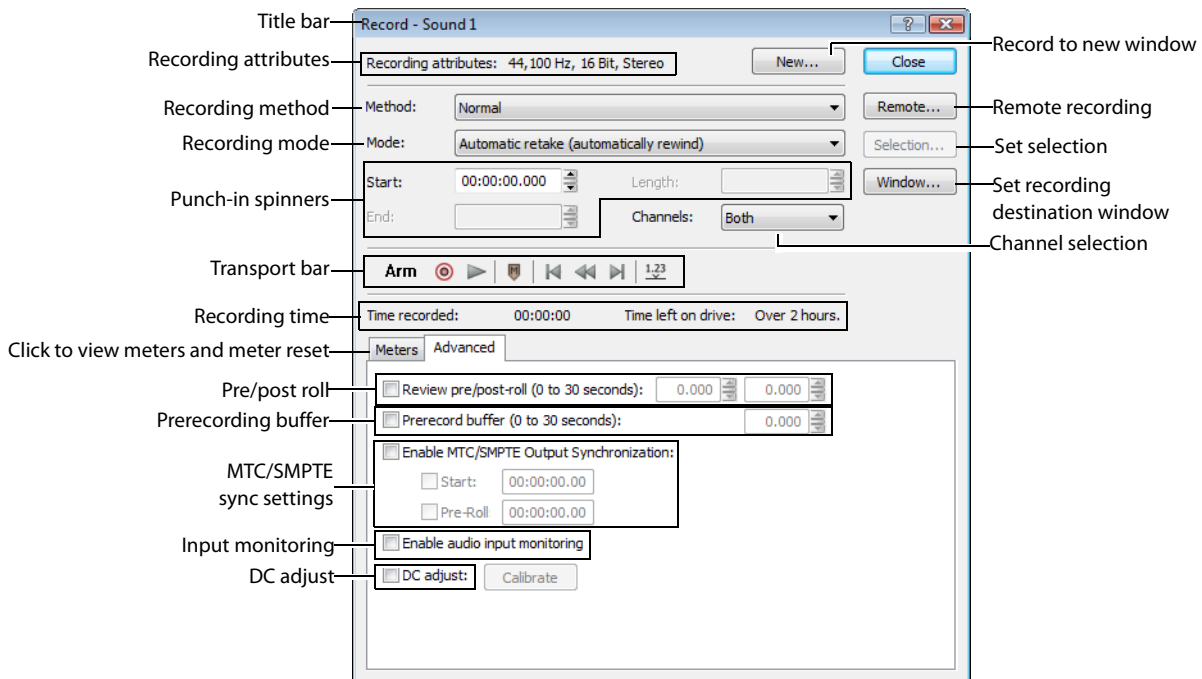 Title bar
Record - Sound 1
?
Recording attributes
Recording attributes: 44,100 Hz, 16 Bit, Stereo
New...
Close
Record to new window
Recording method
Method:
Normal
Remote...
Remote recording
Recording mode
Mode:
Automatic retake (automatically rewind)
Selection...
Set selection
Punch-in spinners
Start:
00:00:00.000
Length:
Window...
Set recording
destination window
End:
Channels:
Both
Channel selection
Transport bar
Arm
M
1.23
Recording time
Time recorded:
00:00:00
Time left on drive:
Over 2 hours.
Click to view meters and meter reset
Meters
Advanced
Pre/post roll
Review pre/post-roll (0 to 30 seconds):
0.000
0.000
Prerecording buffer
Prerecord buffer (0 to 30 seconds):
0.000
MTC/SMPTE
sync settings
Enable MTC/SMPTE Output Synchronization:
Start:
00:00:00.00
Pre-Roll
00:00:00.00
Input monitoring
Enable audio input monitoring
DC adjust
DC adjust:
Calibrate